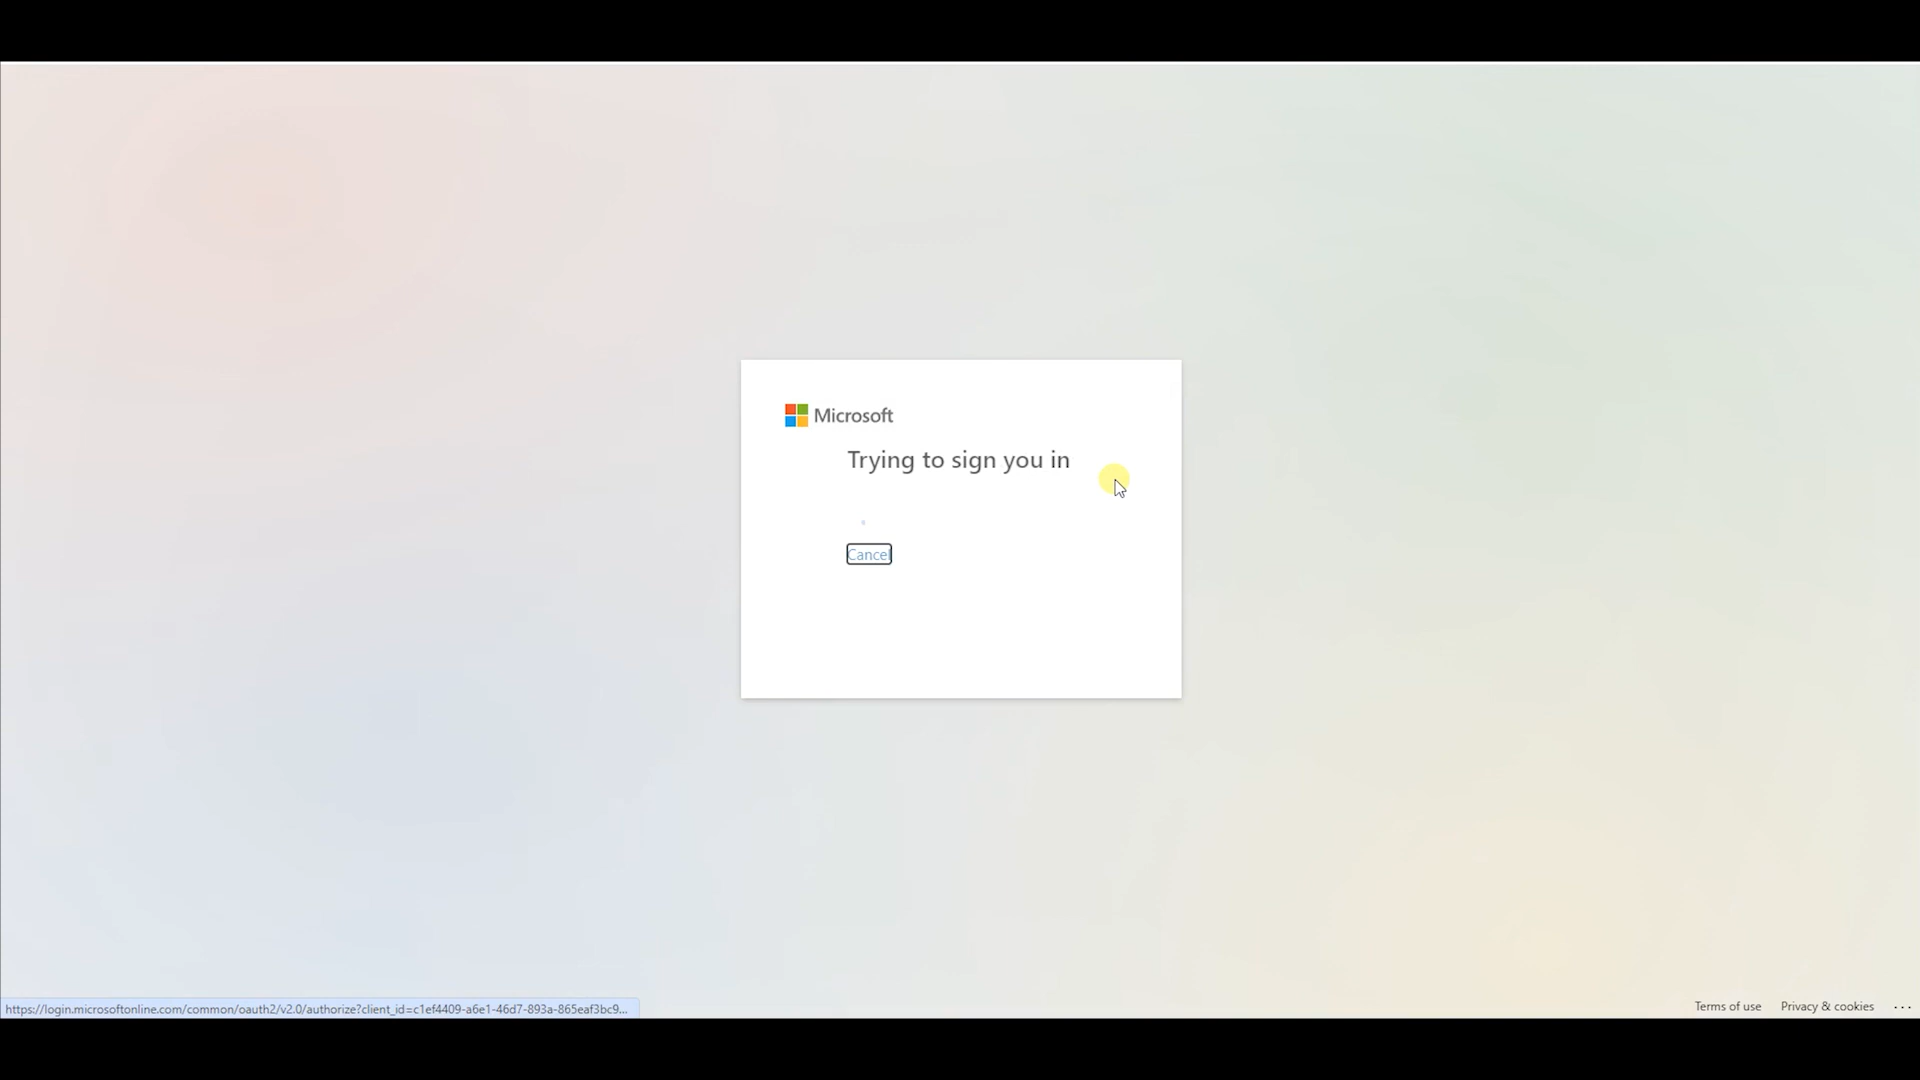 Microsoft
Trying to sign you in
Cancel
https://login.microsoftonline.com/common/oauth2/v2.0/authorize?client_id=c1ef4409-a6e1-46d7-893a-865eaf3bc9...
Terms of use Privacy & cookies ...